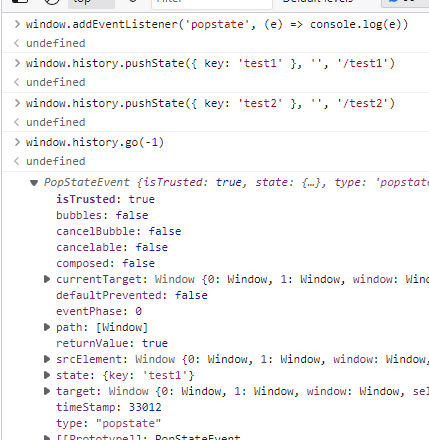 top
Filter
Default levels
> window.addEventListener('popstate', (e) => console.log(e))
< undefined
> window.history.pushState({ key: 'test1' }, '', '/test1')
< undefined
> window.history.pushState({ key: 'test2' }, '', '/test2')
< undefined
> window.history.go(-1)
< undefined
▼ PopStateEvent {isTrusted: true, state: {…}, type: 'popstate
isTrusted: true
bubbles: false
cancelBubble: false
cancelable: false
composed: false
▶ currentTarget: Window {0: Window, 1: Window, window: Win
defaultPrevented: false
eventPhase: 0
▶ path: [Window]
returnValue: true
▶ srcElement: Window {0: Window, 1: Window, window: Window,
▶ state: {key: 'test1'}
▶ target: Window {0: Window, 1: Window, window: Window, sel
timeStamp: 33012
type: "popstate"
▶ [[Prototype]]: PopStateEvent